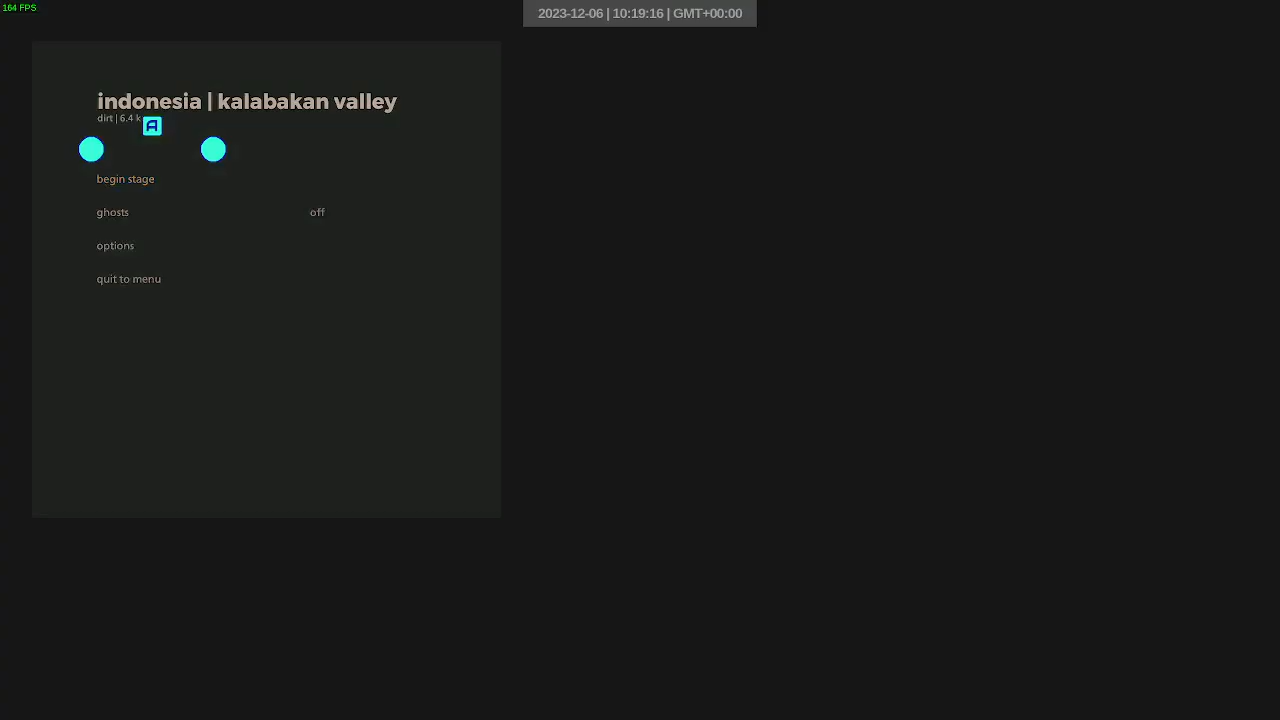 164 FPS
2023-12-06 | 10:19:16 | GMT+00:00
indonesia | kalabakan valley
dirt | 6.4 k
A
begin stage
ghosts off
options
quit to menu